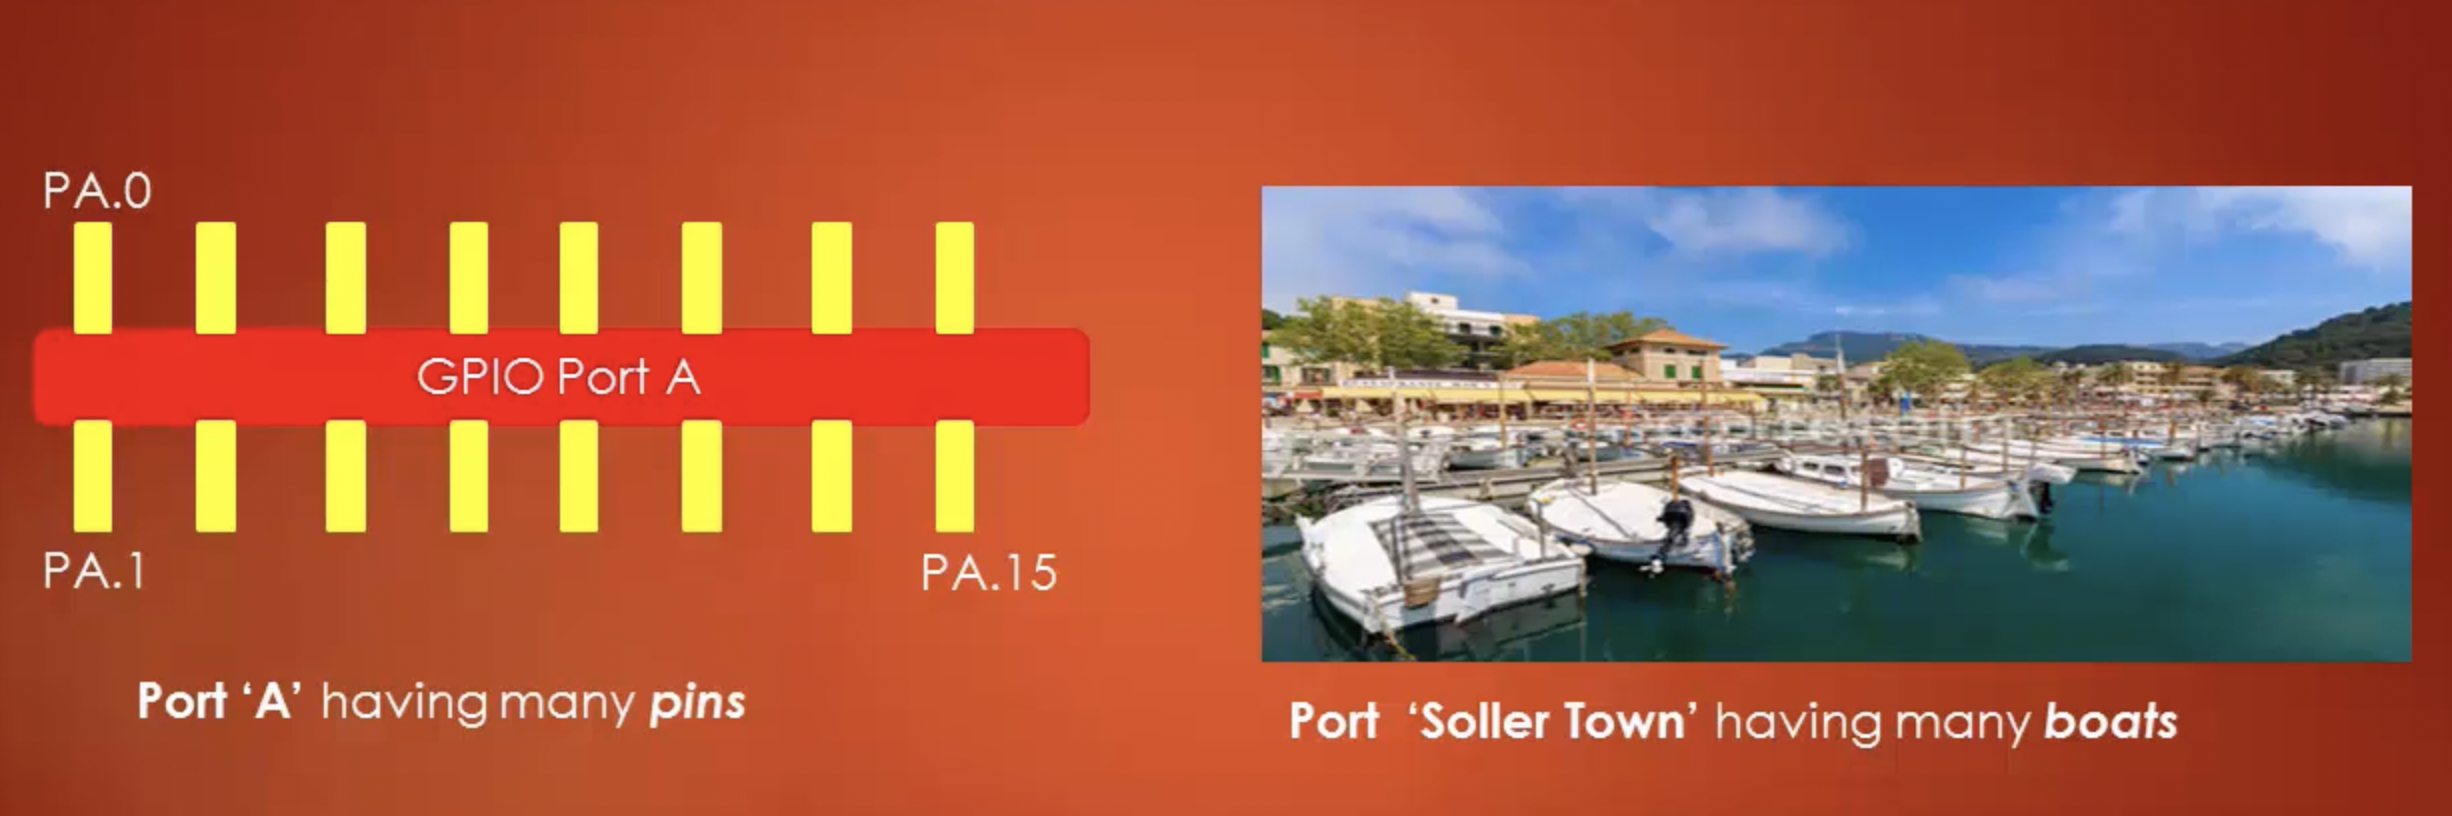 PA.0
GPIO Port A
PA.1
PA.15
Port ‘A’ having many pins
Port ‘Soller Town’ having many boats